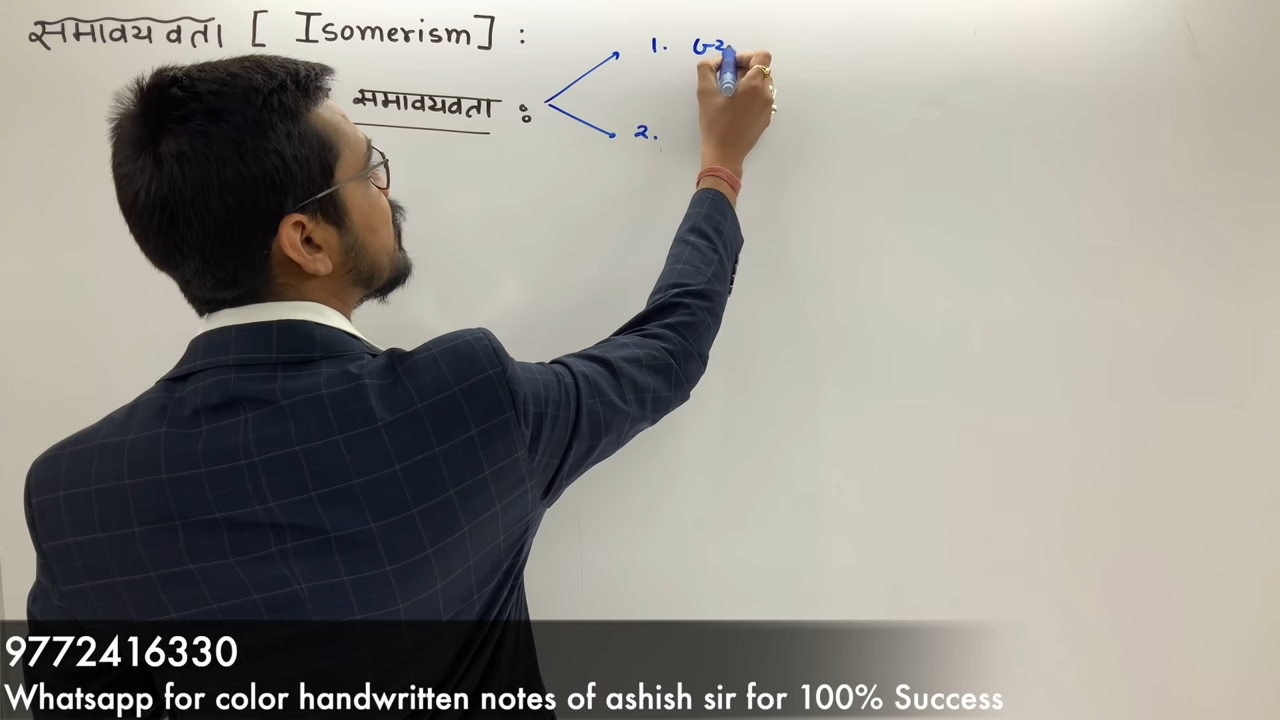 समावयवता [ Isomerism ] :
समावयवता :
1.
2.
9772416330
Whatsapp for color handwritten notes of ashish sir for 100% Success